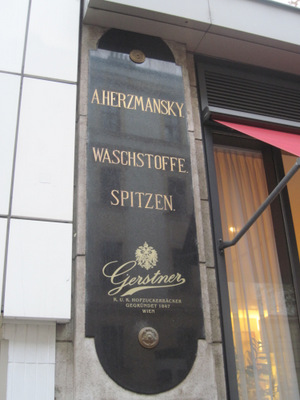 A.HERZMANSKY.
WASCHSTOFFE.
SPITZEN.
Gerstner
K. U. K. HOFZUCKERBÄCKER
GEGRÜNDET 1847
WIEN